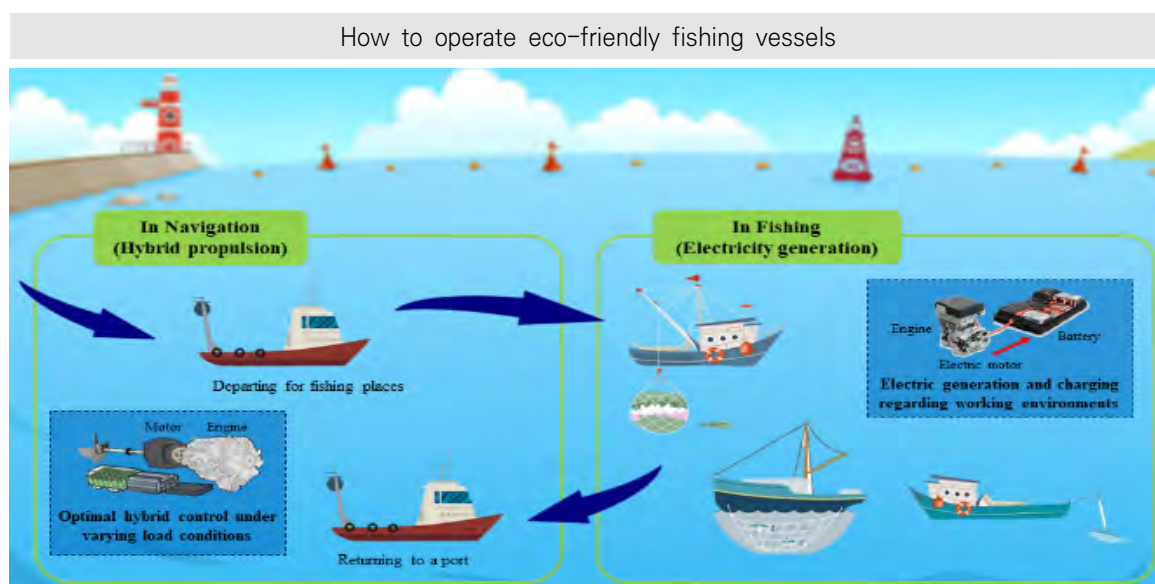 How to operate eco-friendly fishing vessels
In Navigation
(Hybrid propulsion)
Departing for fishing places
Motor
Engine
Optimal hybrid control under
varying load conditions
Returning to a port
In Fishing
(Electricity generation)
Engine
Battery
Electric motor
Electric generation and charging
regarding working environments